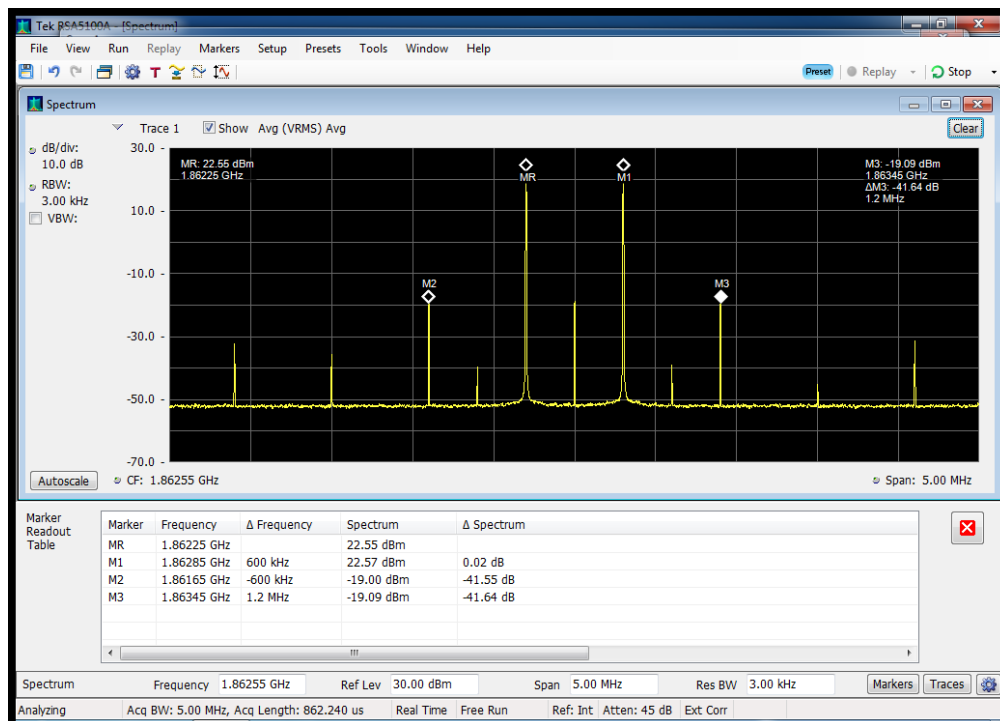 Tek RSA5100A - [Spectrum]
File View Run Replay Markers Setup Presets Tools Window Help
T Preset Replay Stop
Spectrum
Trace 1 Show Avg (VRMS) Avg Clear
dB/div: 30.0
10.0 dB MR: 22.55 dBm M3: -19.09 dBm
1.86225 GHz 1.86345 GHz
RBW: MR M1 ΔM3: -41.64 dB
3.00 kHz 1.2 MHz
VBW: 10.0
-10.0
M2 M3
-30.0
-50.0
-70.0
Autoscale CF: 1.86255 GHz Span: 5.00 MHz
Marker Readout Table
Marker Frequency Δ Frequency Spectrum Δ Spectrum
MR 1.86225 GHz 22.55 dBm
M1 1.86285 GHz 600 kHz 22.57 dBm 0.02 dB
M2 1.86165 GHz -600 kHz -19.00 dBm -41.55 dB
M3 1.86345 GHz 1.2 MHz -19.09 dBm -41.64 dB
Spectrum Frequency 1.86255 GHz Ref Lev 30.00 dBm Span 5.00 MHz Res BW 3.00 kHz Markers Traces
Analyzing Acq BW: 5.00 MHz, Acq Length: 862.240 us Real Time Free Run Ref: Int Atten: 45 dB Ext Corr